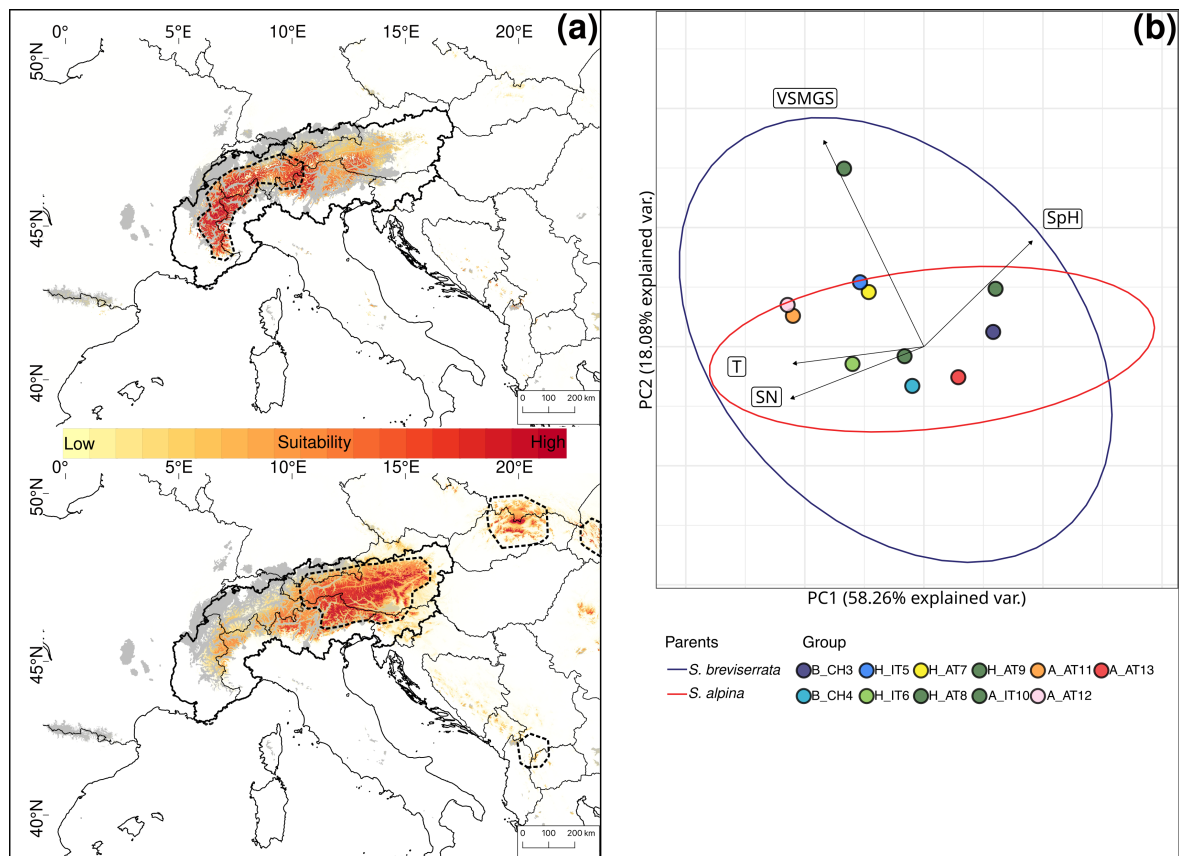 (a)
0° 5°E 10°E 15°E 20°E
50°N
45°N
40°N
0 100 200 km
Low Suitability High
0° 5°E 10°E 15°E 20°E
50°N
45°N
40°N
0 100 200 km
(b)
VSMGS
SpH
T
SN
PC2 (18.08% explained var.)
PC1 (58.26% explained var.)
Parents
S. breviserrata
S. alpina
Group
B_CH3 H_IT5 H_AT7 H_AT9 A_AT11 A_AT13
B_CH4 H_IT6 H_AT8 A_IT10 A_AT12